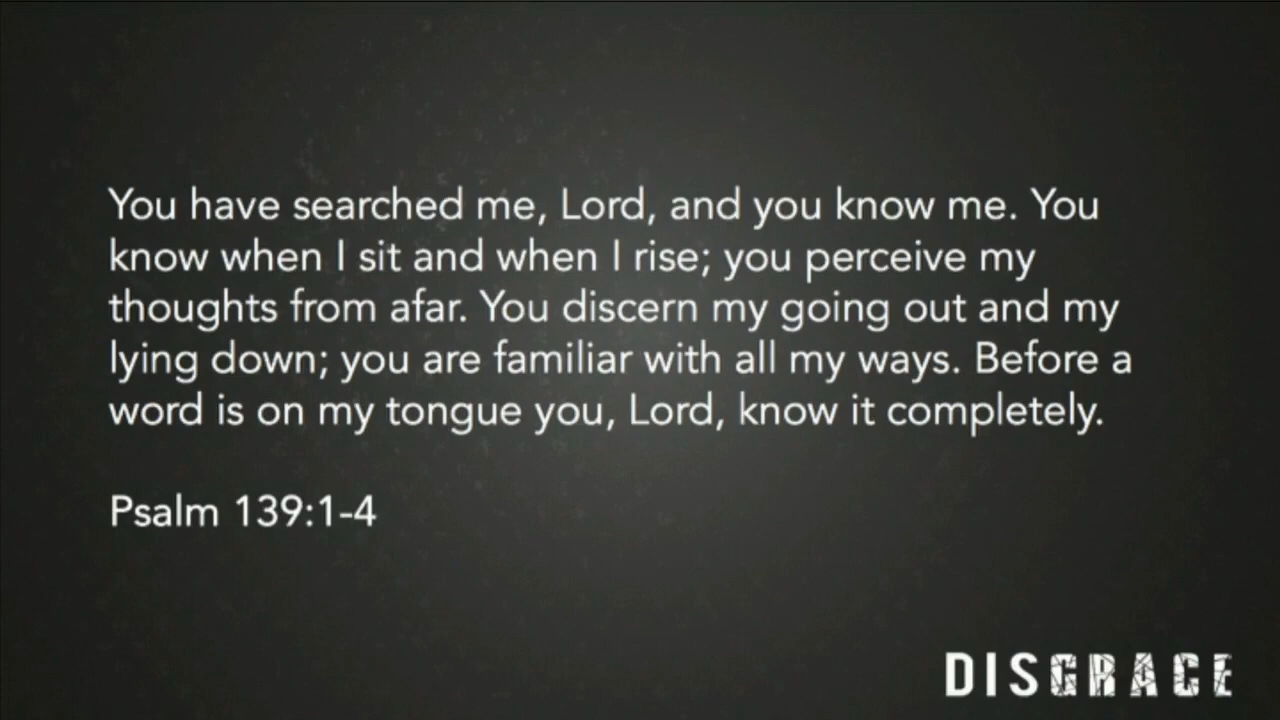 You have searched me, Lord, and you know me. You
know when I sit and when I rise; you perceive my
thoughts from afar. You discern my going out and my
lying down; you are familiar with all my ways. Before a
word is on my tongue you, Lord, know it completely.
Psalm 139:1-4
DISGRACE